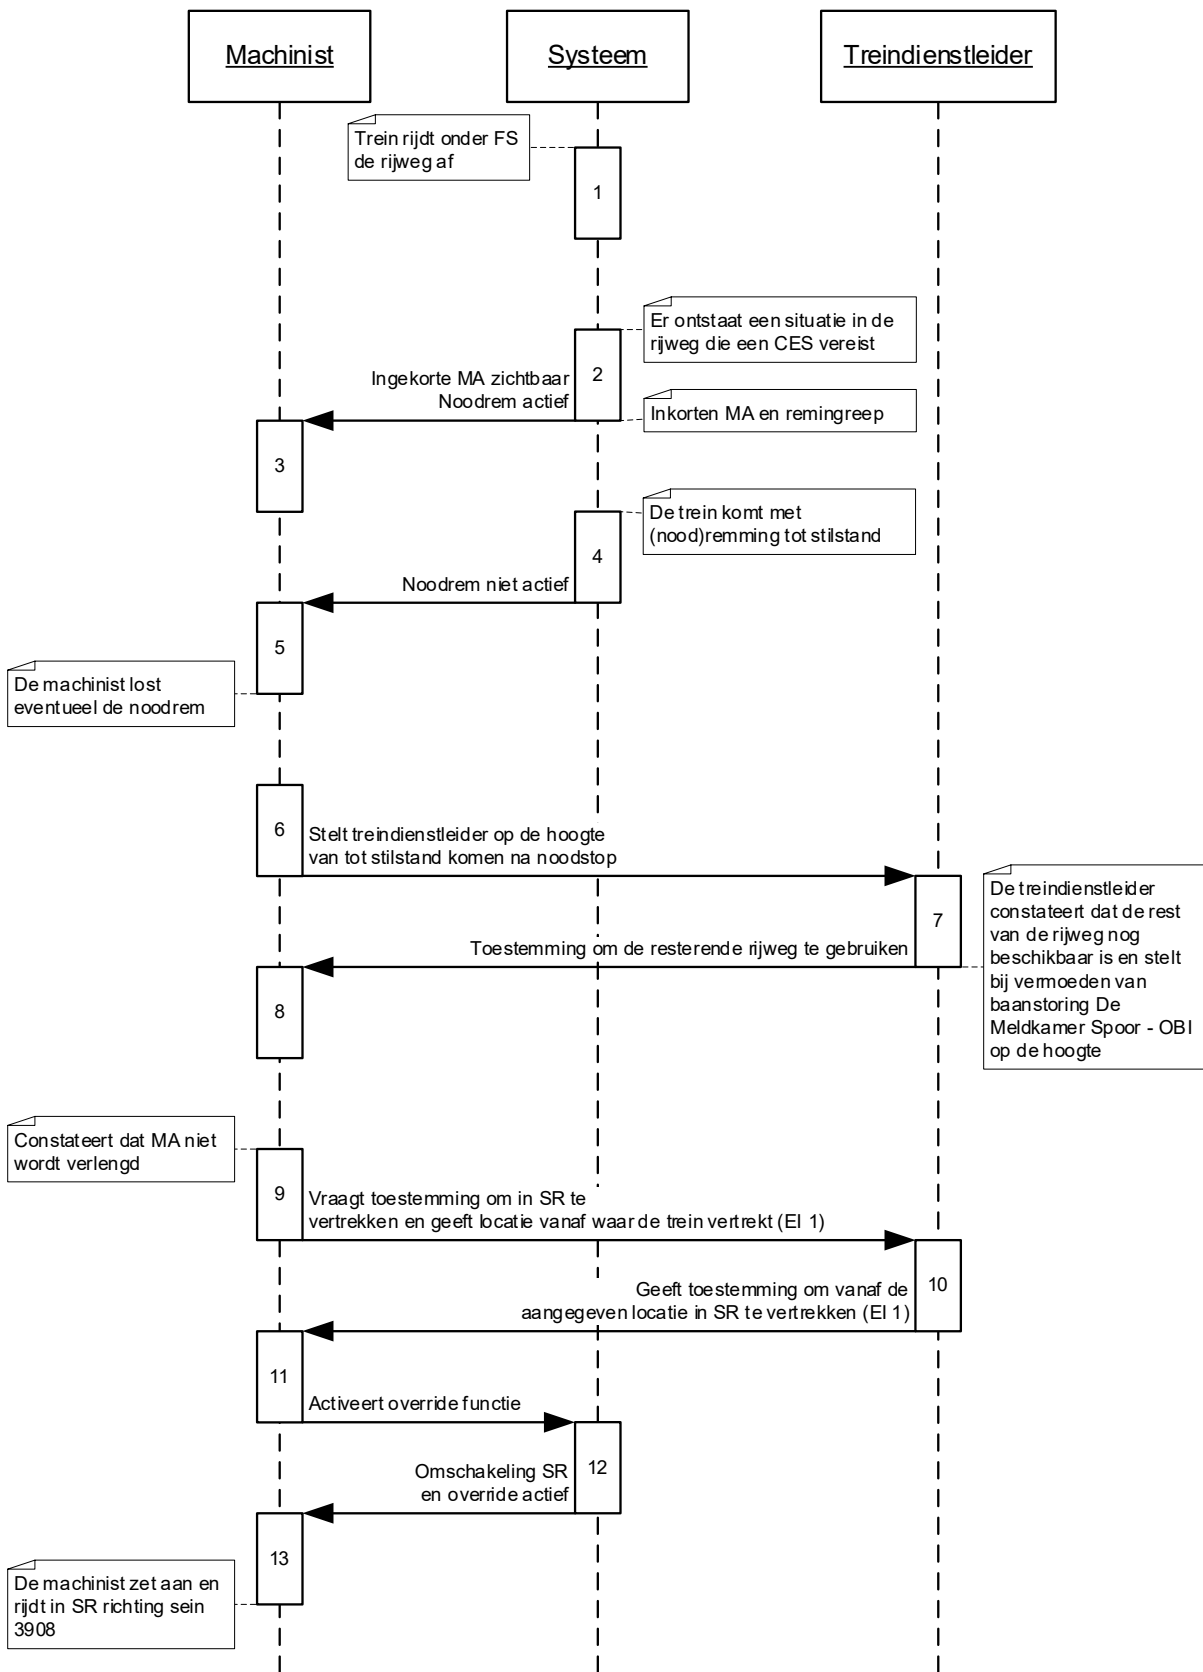 Machinist
Systeem
Treindienstleider
Trein rijdt onder FS
de rijweg af
1
Er ontstaat een situatie in de
rijweg die een CES vereist
2
Ingekorte MA zichtbaar
Noodrem actief
Inkorten MA en remingreep
3
De trein komt met
(nood)remming tot stilstand
4
Noodrem niet actief
5
De machinist lost
eventueel de noodrem
6
Stelt treindienstleider op de hoogte
van tot stilstand komen na noodstop
7
De treindienstleider
constateert dat de rest
van de rijweg nog
beschikbaar is en stelt
bij vermoeden van
baanstoring De
Meldkamer Spoor - OBI
op de hoogte
Toestemming om de resterende rijweg te gebruiken
8
Constateert dat MA niet
wordt verlengd
9
Vraagt toestemming om in SR te
vertrekken en geeft locatie vanaf waar de trein vertrekt (EI 1)
10
Geeft toestemming om vanaf de
aangegeven locatie in SR te vertrekken (EI 1)
11
Activeert override functie
12
Omschakeling SR
en override actief
13
De machinist zet aan en
rijdt in SR richting sein
3908